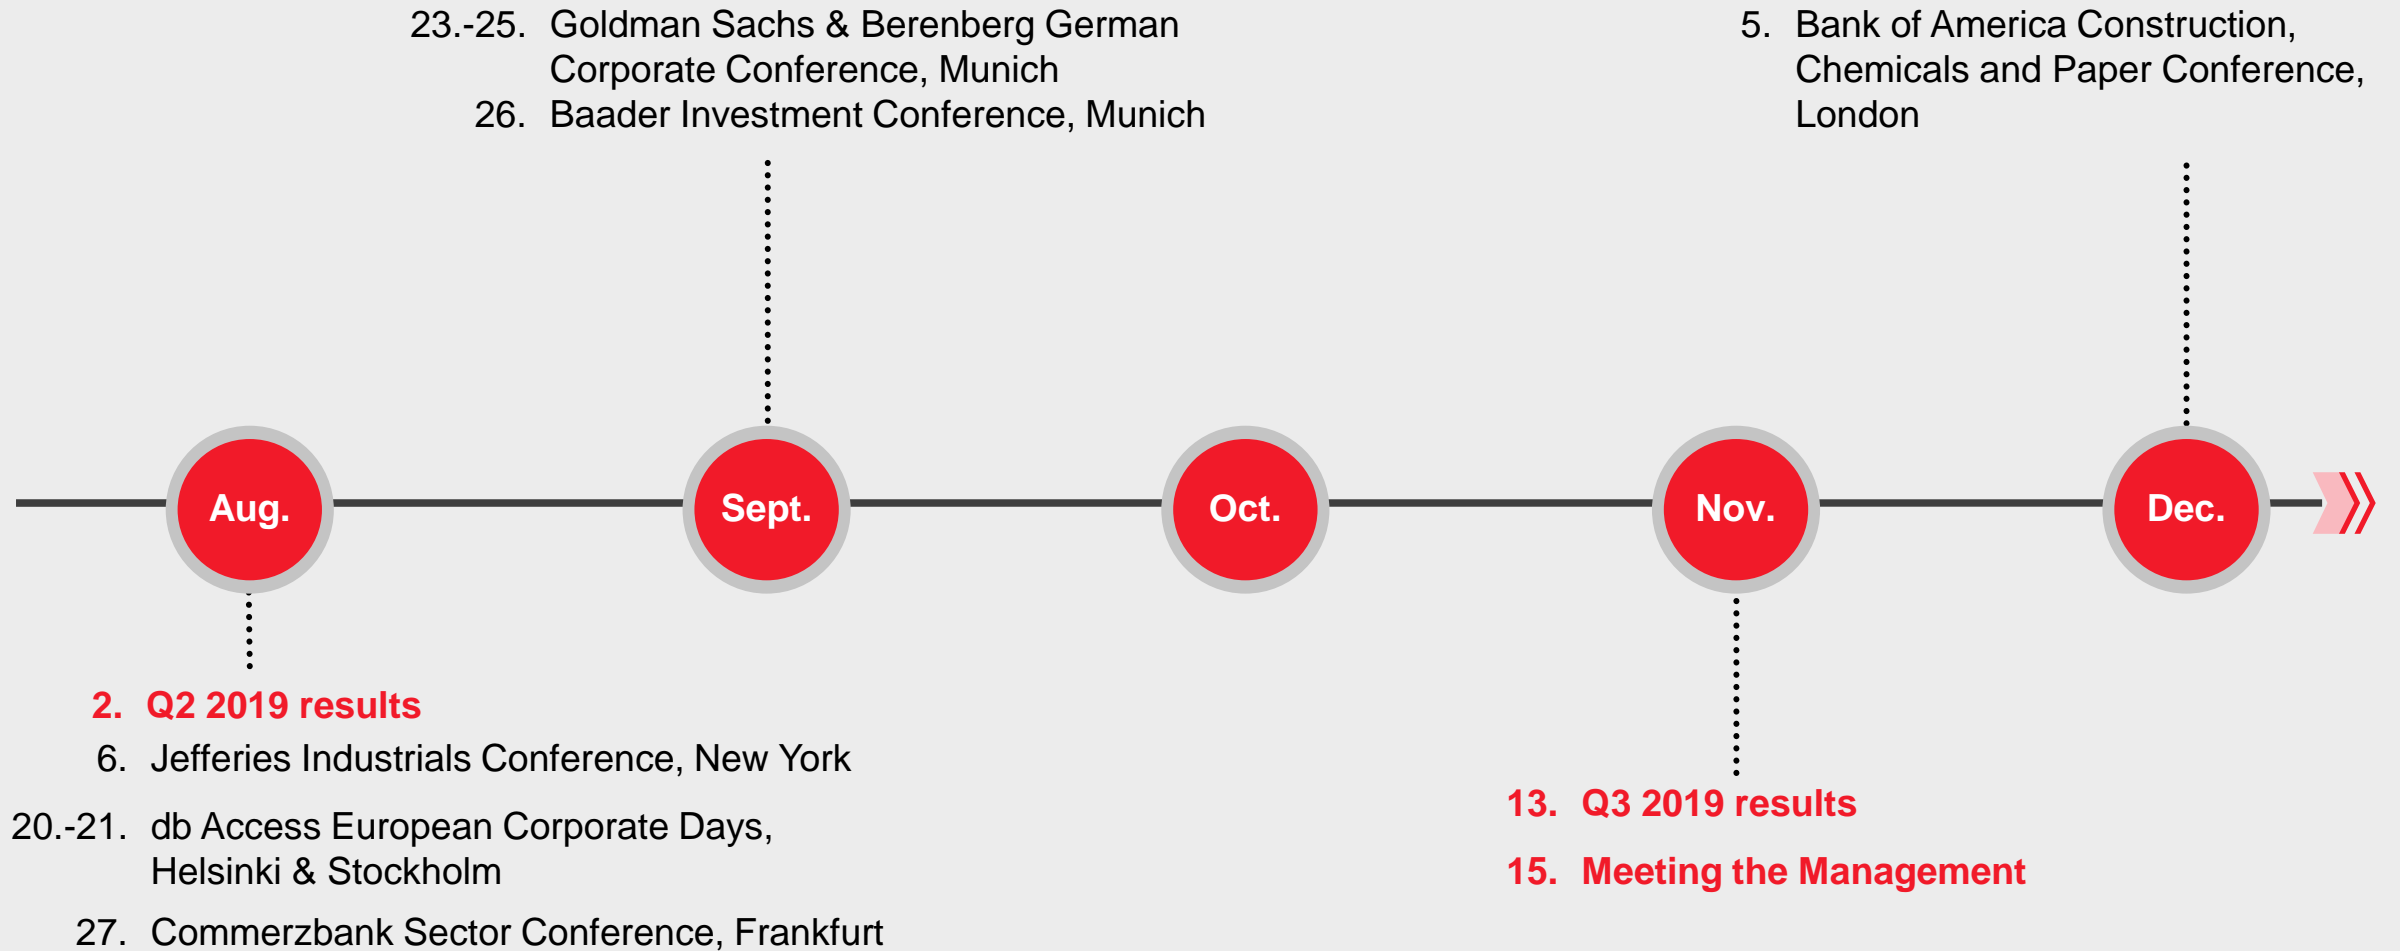 23.-25. Goldman Sachs & Berenberg German
Corporate Conference, Munich
26. Baader Investment Conference, Munich
5. Bank of America Construction,
Chemicals and Paper Conference,
London
Aug.
Sept.
Oct.
Nov.
Dec.
2. Q2 2019 results
6. Jefferies Industrials Conference, New York
20.-21. db Access European Corporate Days,
Helsinki & Stockholm
27. Commerzbank Sector Conference, Frankfurt
13. Q3 2019 results
15. Meeting the Management